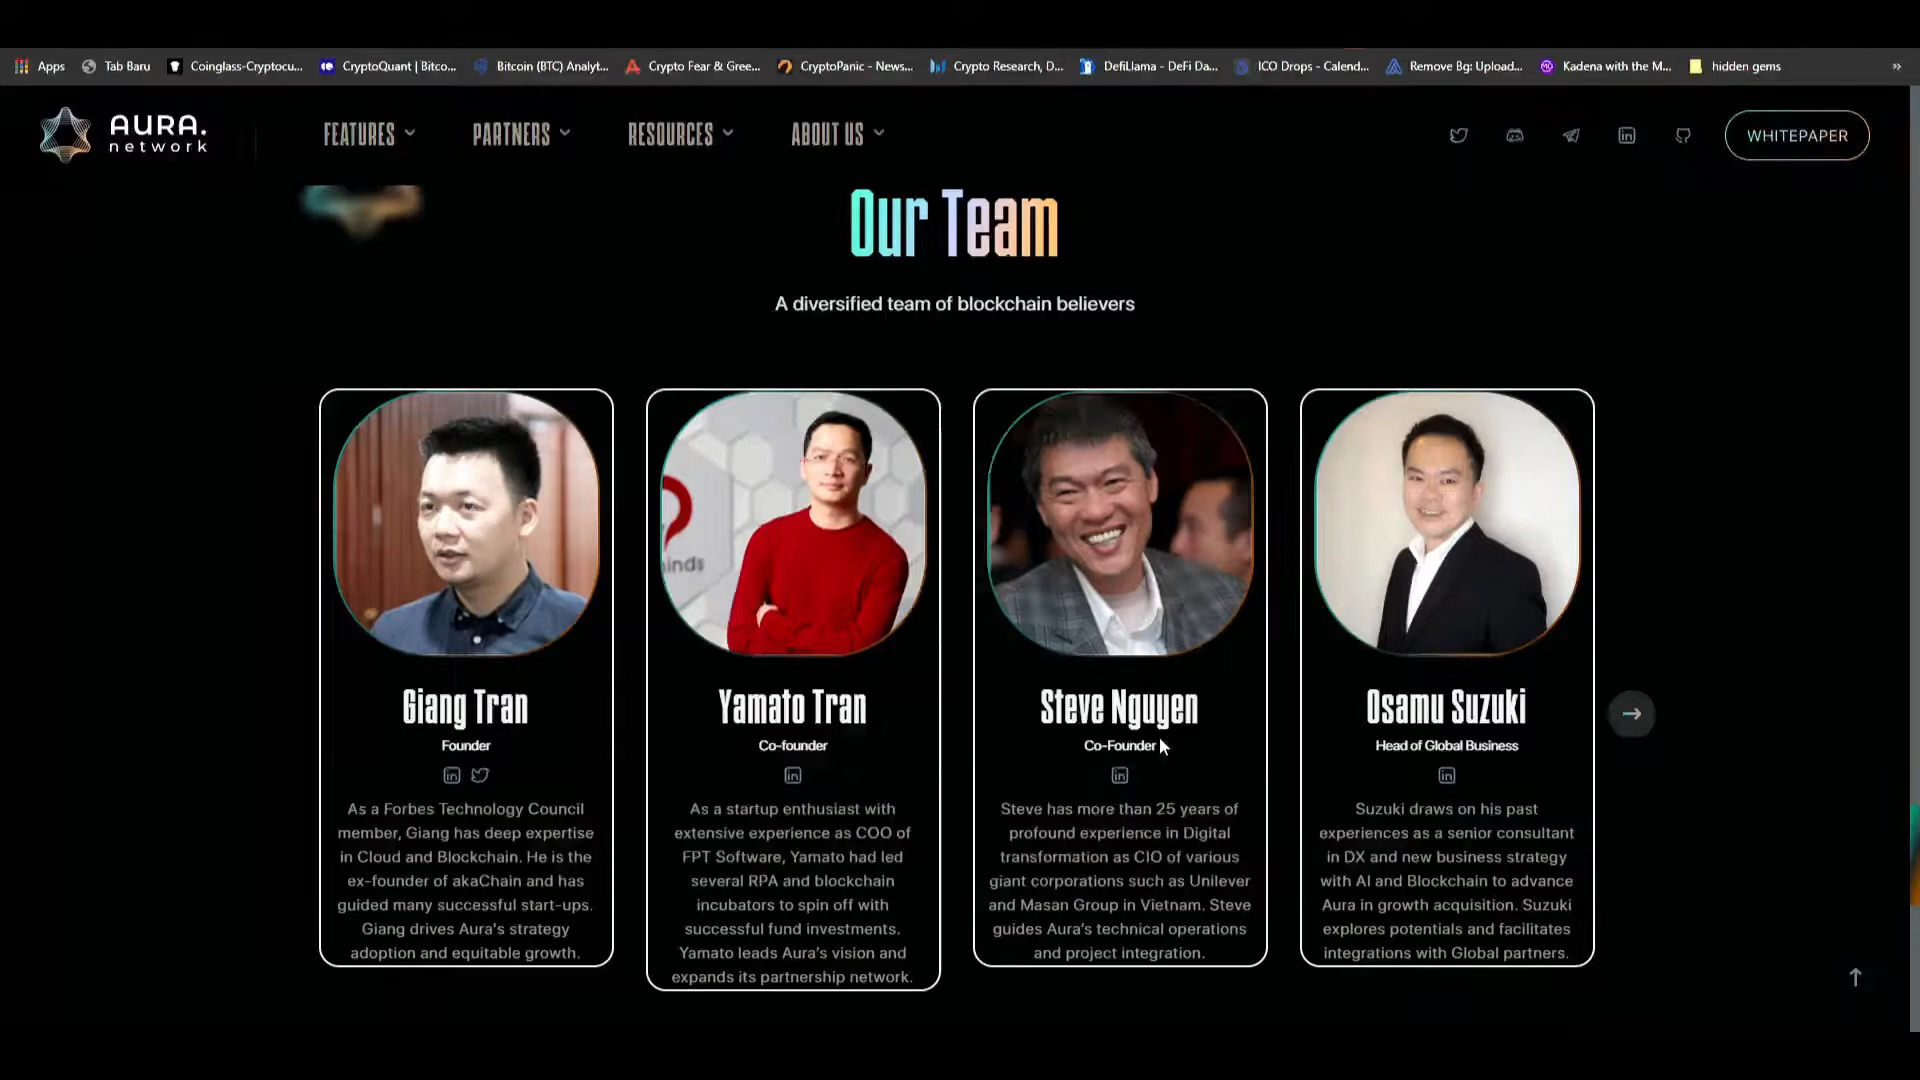 Apps Tab Baru Coinglass-Cryptocu... CryptoQuant | Bitco... Bitcoin (BTC) Analyt... Crypto Fear & Gree... CryptoPanic - News... Crypto Research, D... DefiLlama - DeFi Da... ICO Drops - Calend... Remove Bg: Upload... Kadena with the M... hidden gems »
AURA.
network
FEATURES PARTNERS RESOURCES ABOUT US WHITEPAPER
Our Team
A diversified team of blockchain believers
inds
Giang Tran
Founder
As a Forbes Technology Council
member, Giang has deep expertise
in Cloud and Blockchain. He is the
ex-founder of akaChain and has
guided many successful start-ups.
Giang drives Aura's strategy
adoption and equitable growth.
Yamato Tran
Co-founder
As a startup enthusiast with
extensive experience as COO of
FPT Software, Yamato had led
several RPA and blockchain
incubators to spin off with
successful fund investments.
Yamato leads Aura's vision and
expands its partnership network.
Steve Nguyen
Co-Founder
Steve has more than 25 years of
profound experience in Digital
transformation as CIO of various
giant corporations such as Unilever
and Masan Group in Vietnam. Steve
guides Aura's technical operations
and project integration.
Osamu Suzuki
Head of Global Business
Suzuki draws on his past
experiences as a senior consultant
in DX and new business strategy
with AI and Blockchain to advance
Aura in growth acquisition. Suzuki
explores potentials and facilitates
integrations with Global partners.